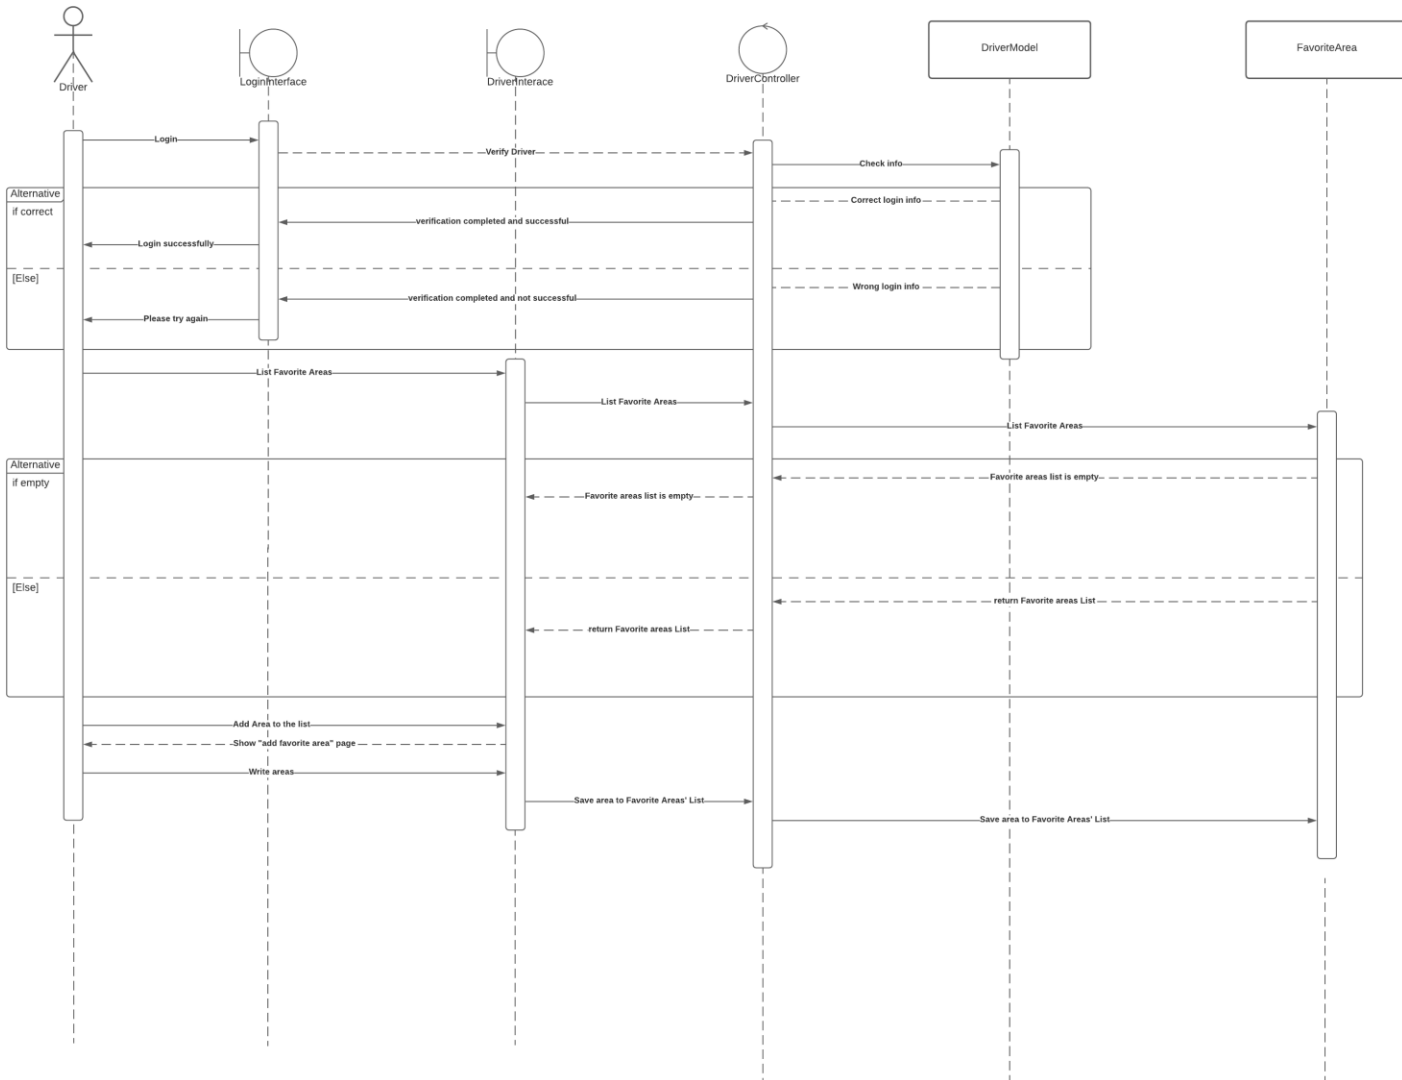 Driver
LoginInterface
DriverInterace
DriverController
DriverModel
FavoriteArea
Login
Verify Driver
Check info
Alternative
if correct
Correct login info
verification completed and successful
Login successfully
[Else]
Wrong login info
verification completed and not successful
Please try again
List Favorite Areas
List Favorite Areas
List Favorite Areas
Alternative
if empty
Favorite areas list is empty
Favorite areas list is empty
[Else]
return Favorite areas List
return Favorite areas List
Add Area to the list
Show "add favorite area" page
Write areas
Save area to Favorite Areas' List
Save area to Favorite Areas' List